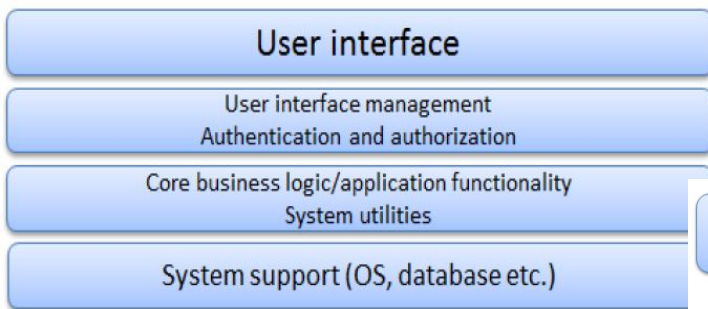 User interface
User interface management
Authentication and authorization
Core business logic/application functionality
System utilities
System support (OS, database etc.)